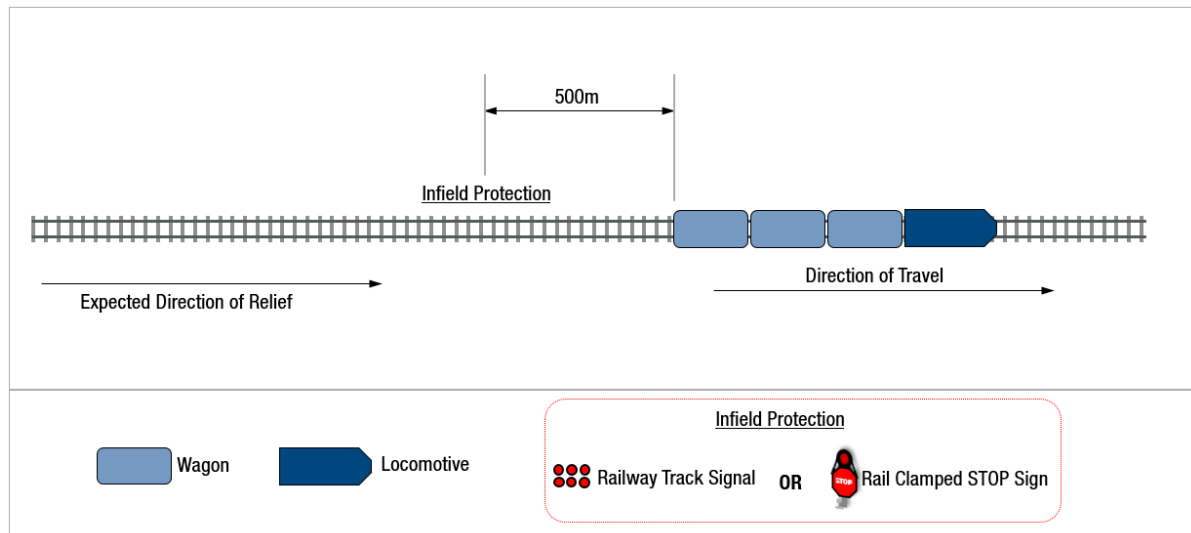 500m
Infield Protection
Direction of Travel
Expected Direction of Relief
Infield Protection
Wagon
Locomotive
Railway Track Signal OR STOP Rail Clamped STOP Sign